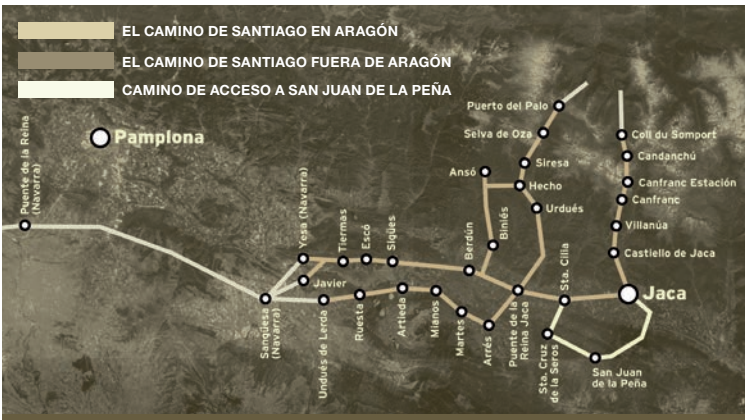 EL CAMINO DE SANTIAGO EN ARAGÓN
EL CAMINO DE SANTIAGO FUERA DE ARAGÓN
CAMINO DE ACCESO A SAN JUAN DE LA PEÑA
Puente de la Reina
(Navarra)
Pamplona
Puerto del Palo
Selva de Oza
Siresa
Ansó
Hecho
Urdués
Coll du Somport
Candanchú
Canfranc Estación
Canfranc
Villanúa
Castiello de Jaca
Jaca
Yesa (Navarra)
Tiermas
Escó
Sigües
Berdún
Biniés
Sta. Cilia
Javier
Sangüesa
(Navarra)
Undués de Lerda
Ruesta
Artieda
Mianos
Martes
Arrés
Puente de la
Reina Jaca
Sta. Cruz
de la Seros
San Juan
de la Peña